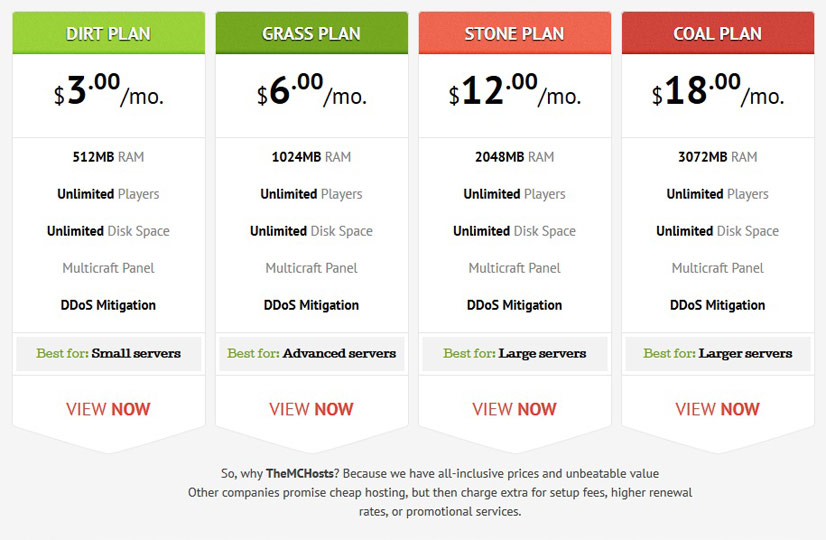 DIRT PLAN
$3.00/mo.
512MB RAM
Unlimited Players
Unlimited Disk Space
Multicraft Panel
DDoS Mitigation
Best for: Small servers
VIEW NOW
GRASS PLAN
$6.00/mo.
1024MB RAM
Unlimited Players
Unlimited Disk Space
Multicraft Panel
DDoS Mitigation
Best for: Advanced servers
VIEW NOW
STONE PLAN
$12.00/mo.
2048MB RAM
Unlimited Players
Unlimited Disk Space
Multicraft Panel
DDoS Mitigation
Best for: Large servers
VIEW NOW
COAL PLAN
$18.00/mo.
3072MB RAM
Unlimited Players
Unlimited Disk Space
Multicraft Panel
DDoS Mitigation
Best for: Larger servers
VIEW NOW
So, why TheMCHosts? Because we have all-inclusive prices and unbeatable value
Other companies promise cheap hosting, but then charge extra for setup fees, higher renewal
rates, or promotional services.